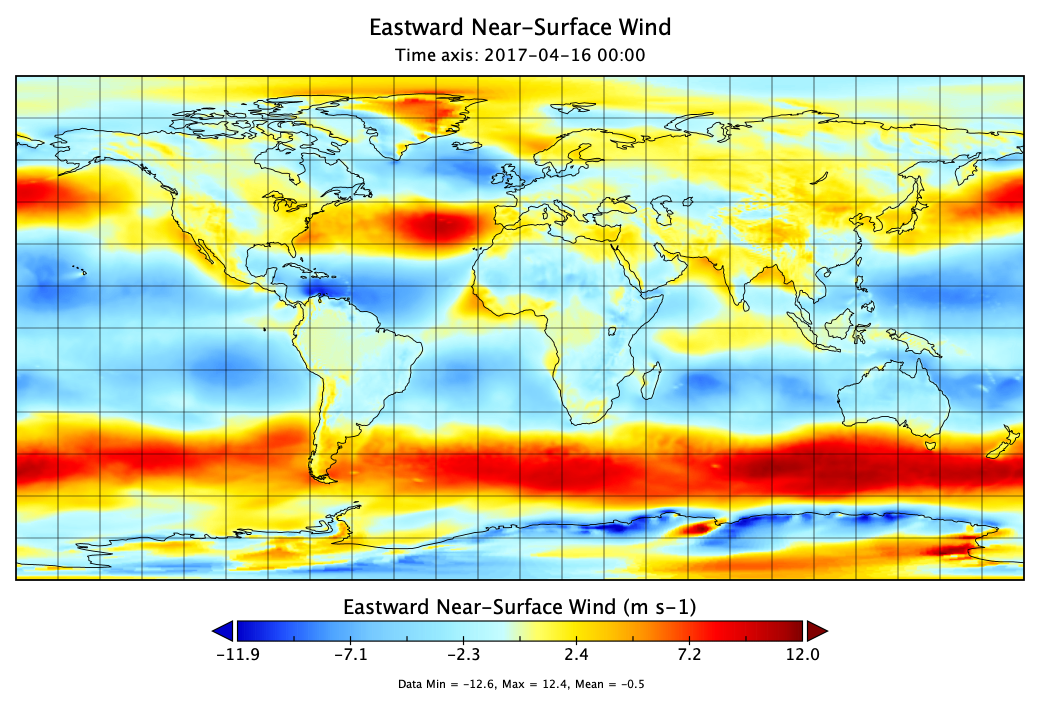 Eastward Near-Surface Wind
Time axis: 2017-04-16 00:00
Eastward Near-Surface Wind (m s-1)
-11.9 -7.1 -2.3 2.4 7.2 12.0
Data Min = -12.6, Max = 12.4, Mean = -0.5